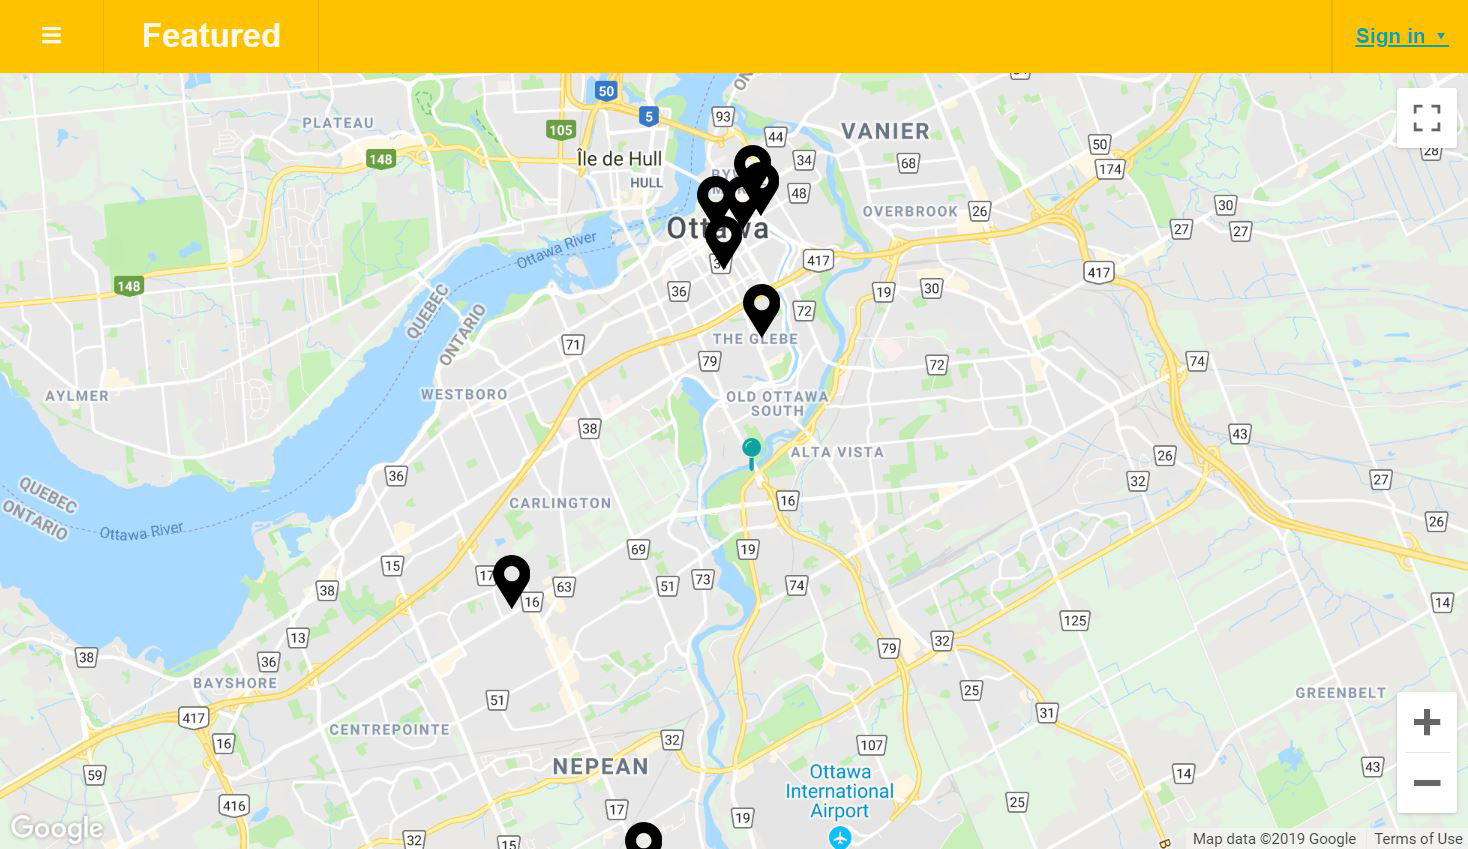 Featured
Sign in
50
5
93
44
PLATEAU
105
VANIER
50
28
148
Île de Hull
34
68
174
HULL
48
30
OVERBROOK
26
27
27
Ottawa
Ottawa River
417
417
148
36
19
30
QUEBEC
ONTARIO
72
71
THE GLEBE
79
72
74
AYLMER
WESTBORO
OLD OTTAWA
SOUTH
38
43
ALTA VISTA
26
36
32
27
QUEBEC
ONTARIO
CARLINGTON
16
26
Ottawa River
69
19
15
17
63
51
73
74
38
16
14
125
13
32
38
36
79
BAYSHORE
25
GREENBELT
51
31
417
CENTREPOINTE
16
32
107
NEPEAN
59
43
14
Ottawa
International
Airport
416
17
25
19
Google
32
15
Map data ©2019 Google
Terms of Use